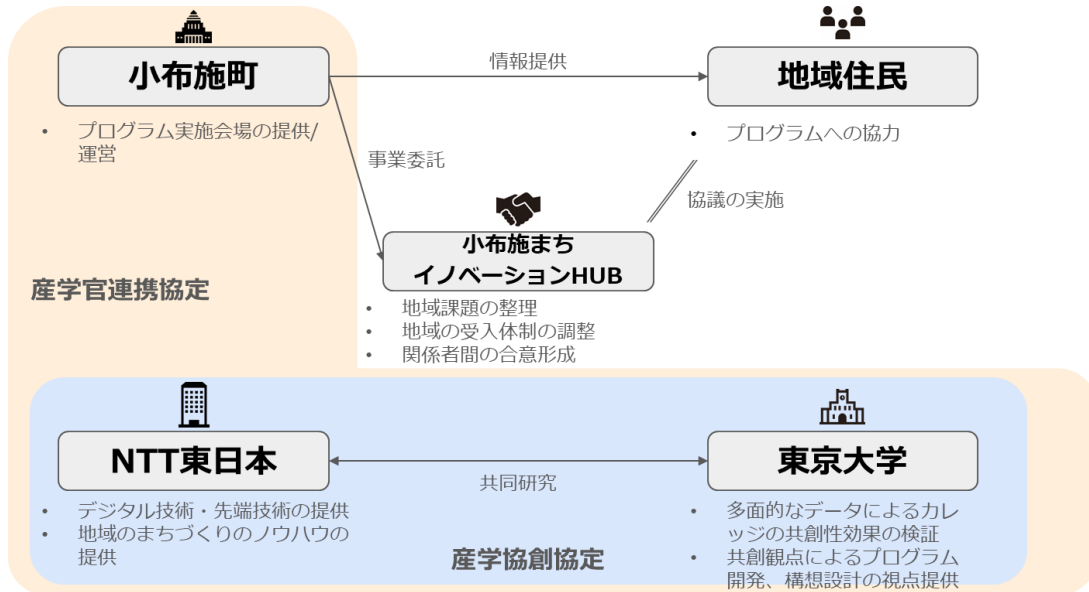 小布施町
• プログラム実施会場の提供/
運営
情報提供
地域住民
• プログラムへの協力
事業委託
協議の実施
小布施まち
イノベーションHUB
• 地域課題の整理
• 地域の受入体制の調整
• 関係者間の合意形成
産学官連携協定
NTT東日本
• デジタル技術・先端技術の提供
• 地域のまちづくりのノウハウの
提供
共同研究
東京大学
• 多面的なデータによるカレ
ッジの共創性効果の検証
• 共創観点によるプログラム
開発、構想設計の視点提供
産学協創協定